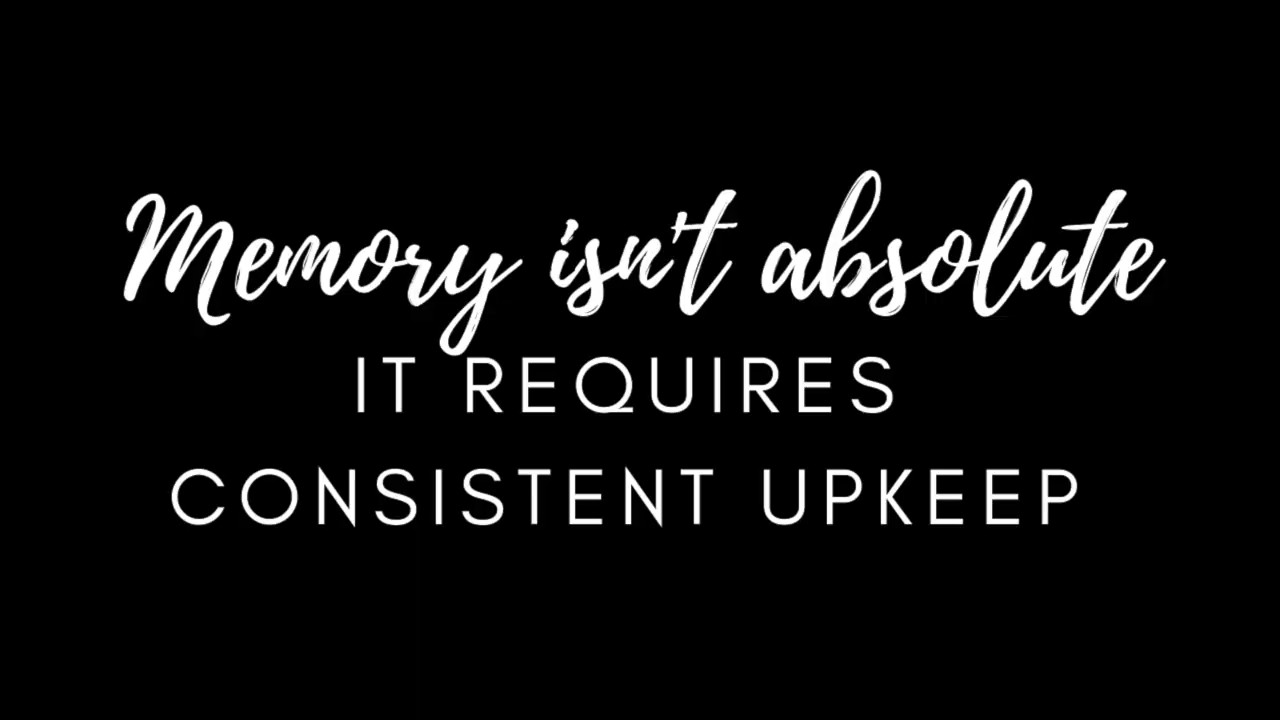 Memory isn't absolute
IT REQUIRES
CONSISTENT UPKEEP